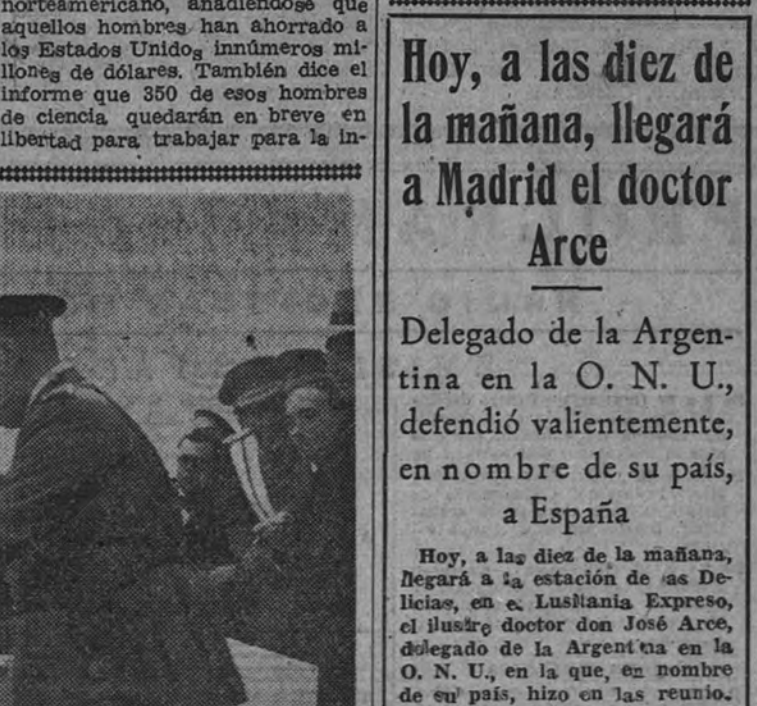 norteamericano, añadiéndose que
aquellos hombres han ahorrado a
los Estados Unidos innúmeros mi-
llones de dólares. También dice el
informe que 350 de esos hombres
de ciencia quedarán en breve en
libertad para trabajar para la in-
Hoy, a las diez de
la mañana, llegará
a Madrid el doctor
Arce
Delegado de la Argen-
tina en la O. N. U.,
defendió valientemente,
en nombre de su país,
a España
Hoy, a las diez de la mañana,
llegará a la estación de las De-
licias, en el Lusitania Expreso,
el ilustre doctor don José Arce,
delegado de la Argentina en la
O. N. U., en la que, en nombre
de su país, hizo en las reunio-